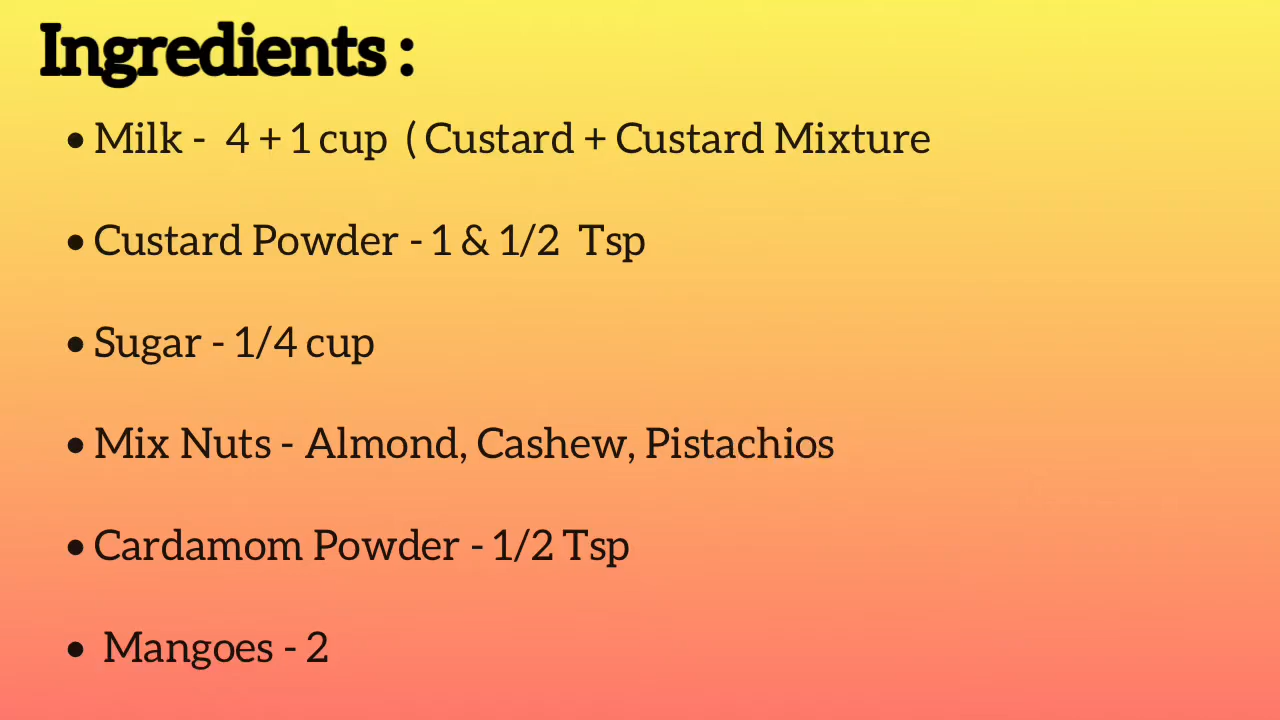 Ingredients :
• Milk -  4 + 1 cup  ( Custard + Custard Mixture
• Custard Powder - 1 & 1/2  Tsp
• Sugar - 1/4 cup
• Mix Nuts - Almond, Cashew, Pistachios
• Cardamom Powder - 1/2 Tsp
•  Mangoes - 2